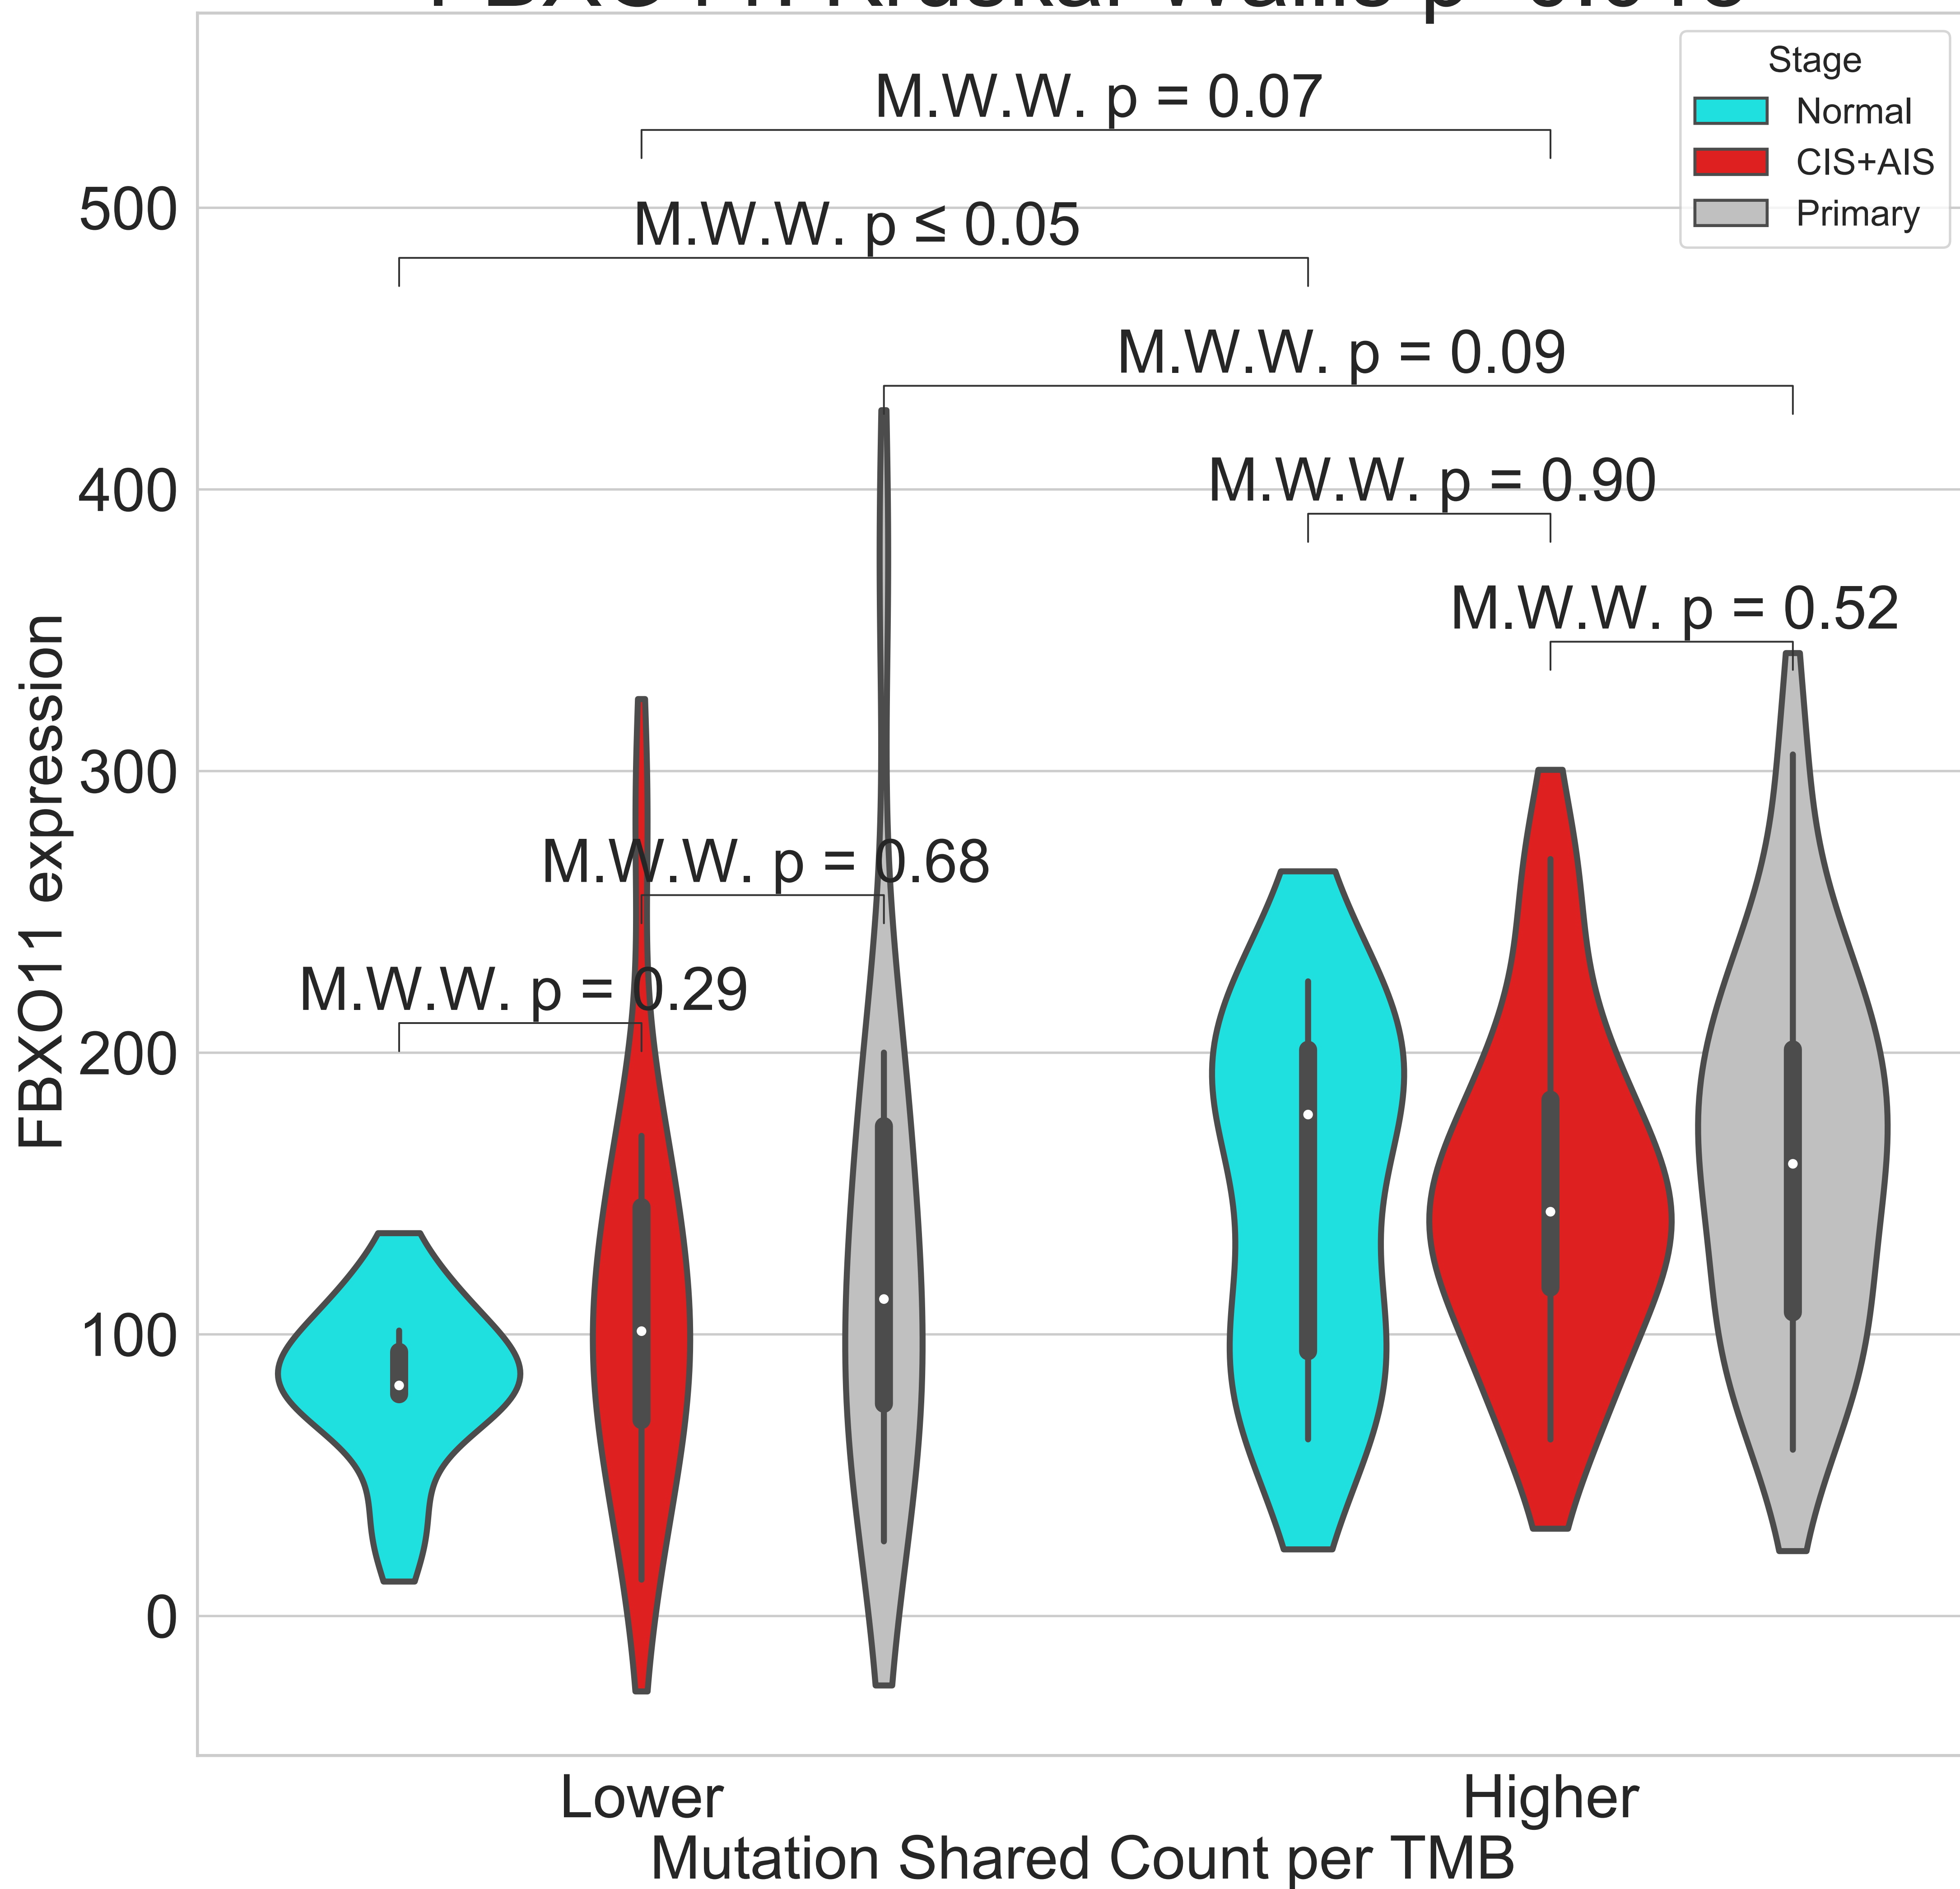 Stage
Normal
CIS+AIS
Primary
M.W.W. p = 0.07
M.W.W. p ≤ 0.05
M.W.W. p = 0.09
M.W.W. p = 0.90
M.W.W. p = 0.52
M.W.W. p = 0.68
M.W.W. p = 0.29
500
400
300
200
100
0
FBXO11 expression
Lower
Higher
Mutation Shared Count per TMB